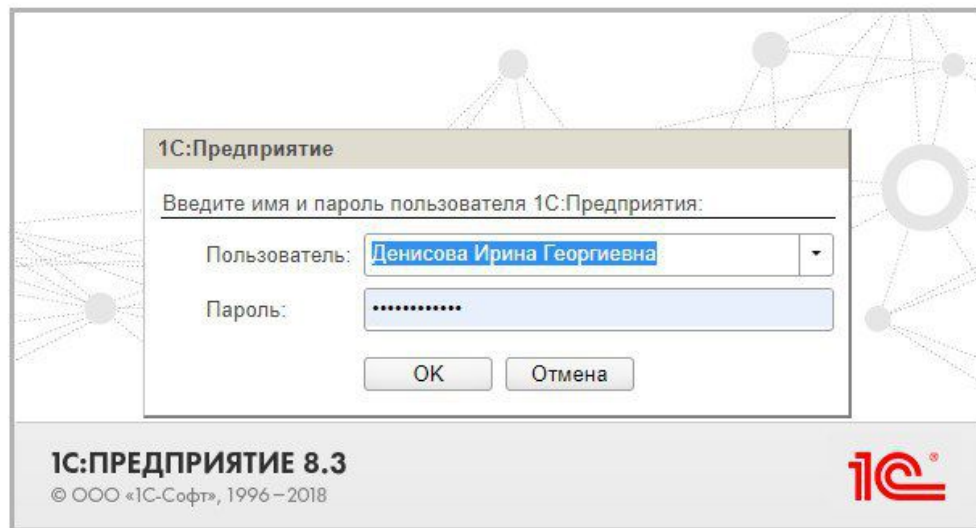 1С:Предприятие
Введите имя и пароль пользователя 1С:Предприятия:
Пользователь: Денисова Ирина Георгиевна
Пароль: ••••••••••••
OK Отмена
1С:ПРЕДПРИЯТИЕ 8.3
© ООО «1С-Софт», 1996–2018
1С®